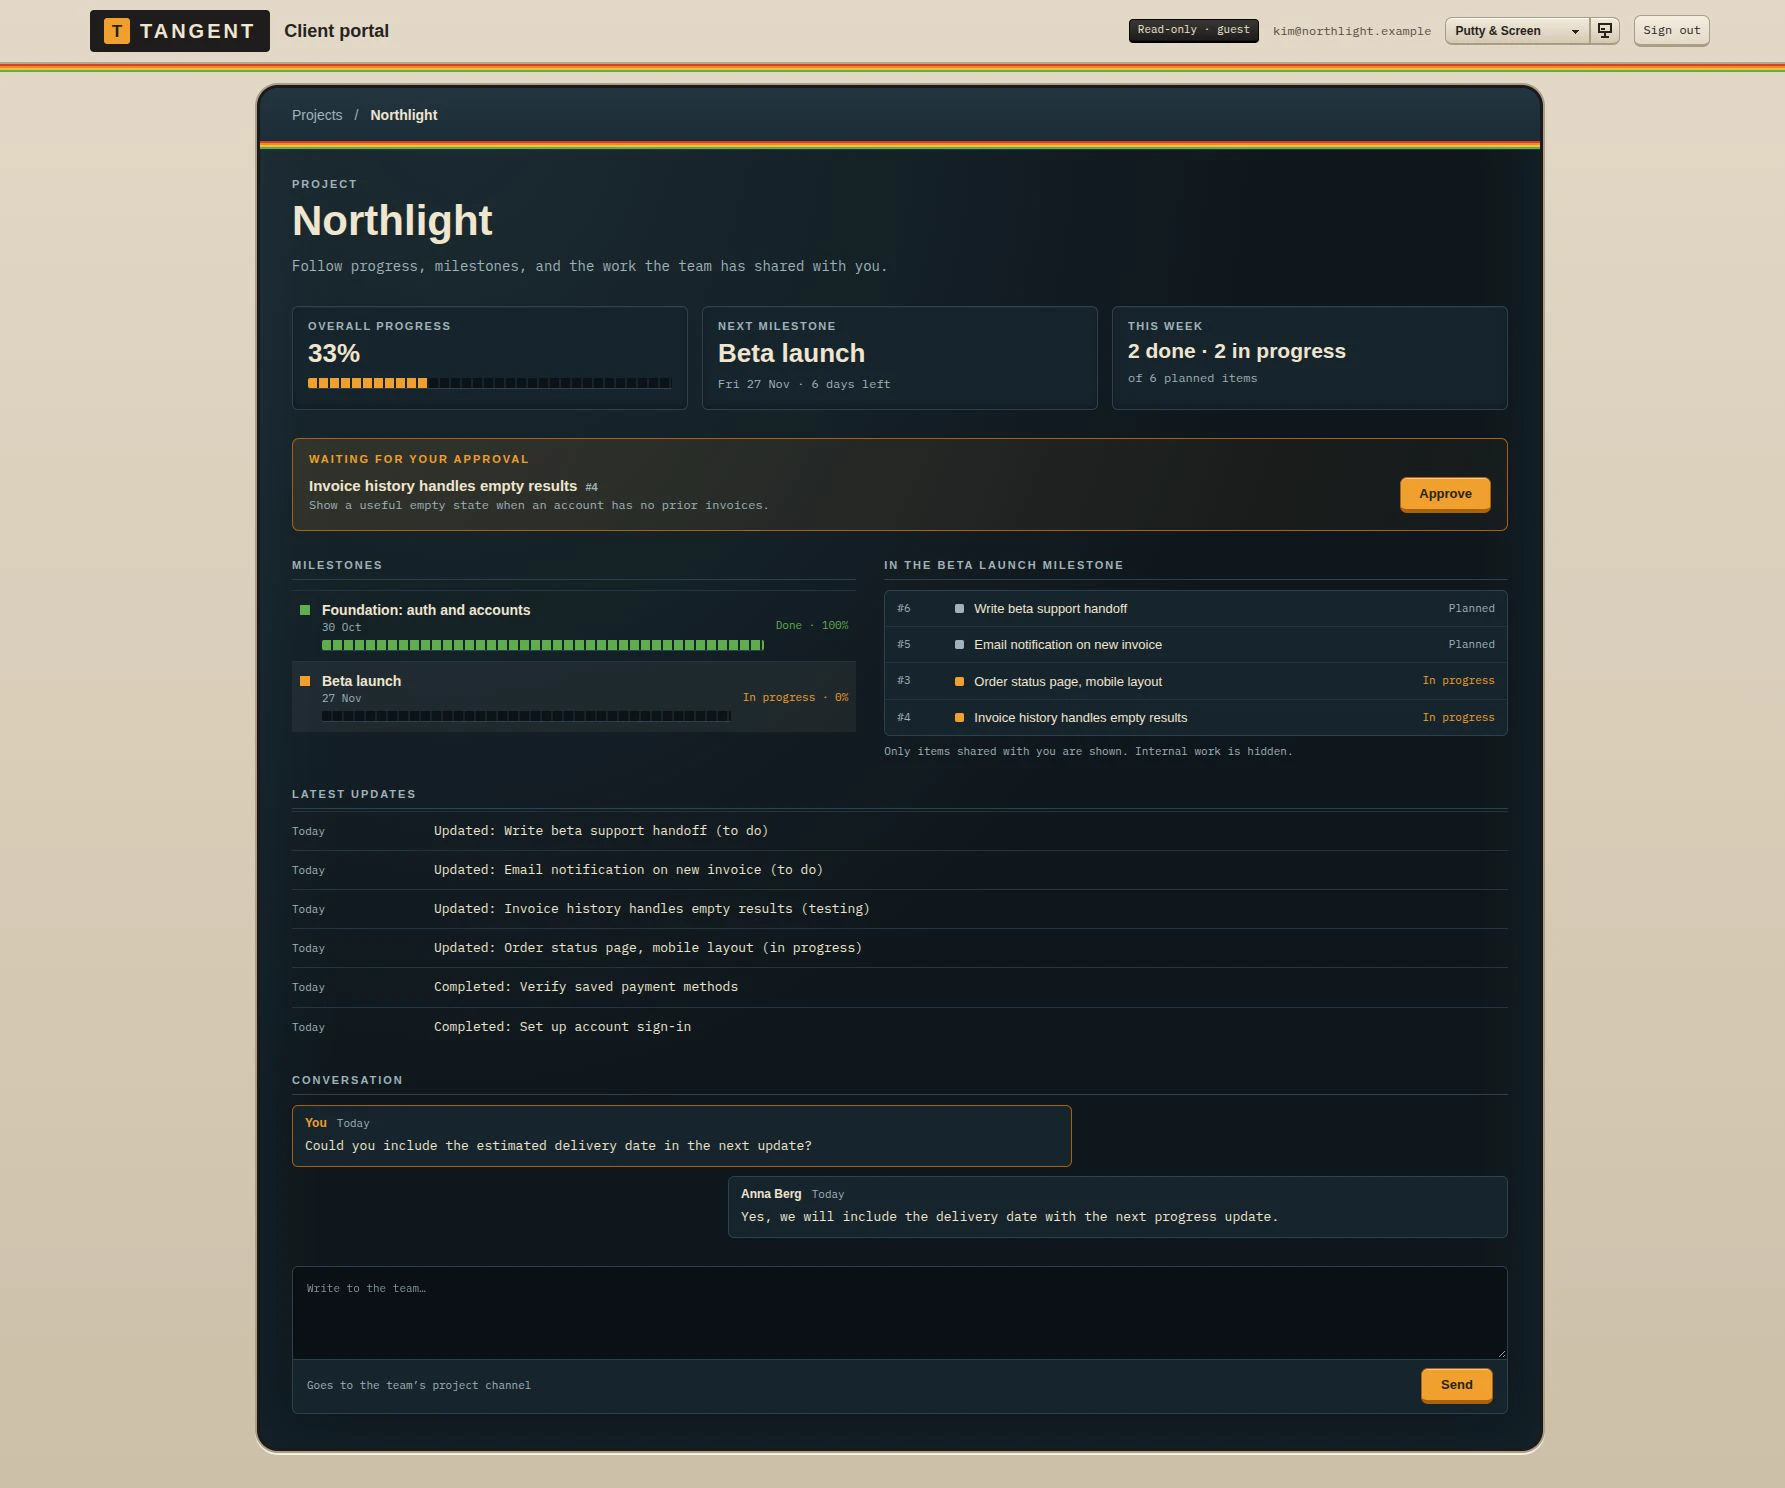 T TANGENT Client portal
Read-only · guest
kim@northlight.example
Putty & Screen
Sign out
Projects / Northlight
PROJECT
Northlight
Follow progress, milestones, and the work the team has shared with you.
OVERALL PROGRESS
33%
NEXT MILESTONE
Beta launch
Fri 27 Nov · 6 days left
THIS WEEK
2 done · 2 in progress
of 6 planned items
WAITING FOR YOUR APPROVAL
Invoice history handles empty results #4
Show a useful empty state when an account has no prior invoices.
Approve
MILESTONES
Foundation: auth and accounts
30 Oct
Done · 100%
Beta launch
27 Nov
In progress · 0%
IN THE BETA LAUNCH MILESTONE
#6 Write beta support handoff Planned
#5 Email notification on new invoice Planned
#3 Order status page, mobile layout In progress
#4 Invoice history handles empty results In progress
Only items shared with you are shown. Internal work is hidden.
LATEST UPDATES
Today Updated: Write beta support handoff (to do)
Today Updated: Email notification on new invoice (to do)
Today Updated: Invoice history handles empty results (testing)
Today Updated: Order status page, mobile layout (in progress)
Today Completed: Verify saved payment methods
Today Completed: Set up account sign-in
CONVERSATION
You Today
Could you include the estimated delivery date in the next update?
Anna Berg Today
Yes, we will include the delivery date with the next progress update.
Write to the team…
Goes to the team’s project channel
Send